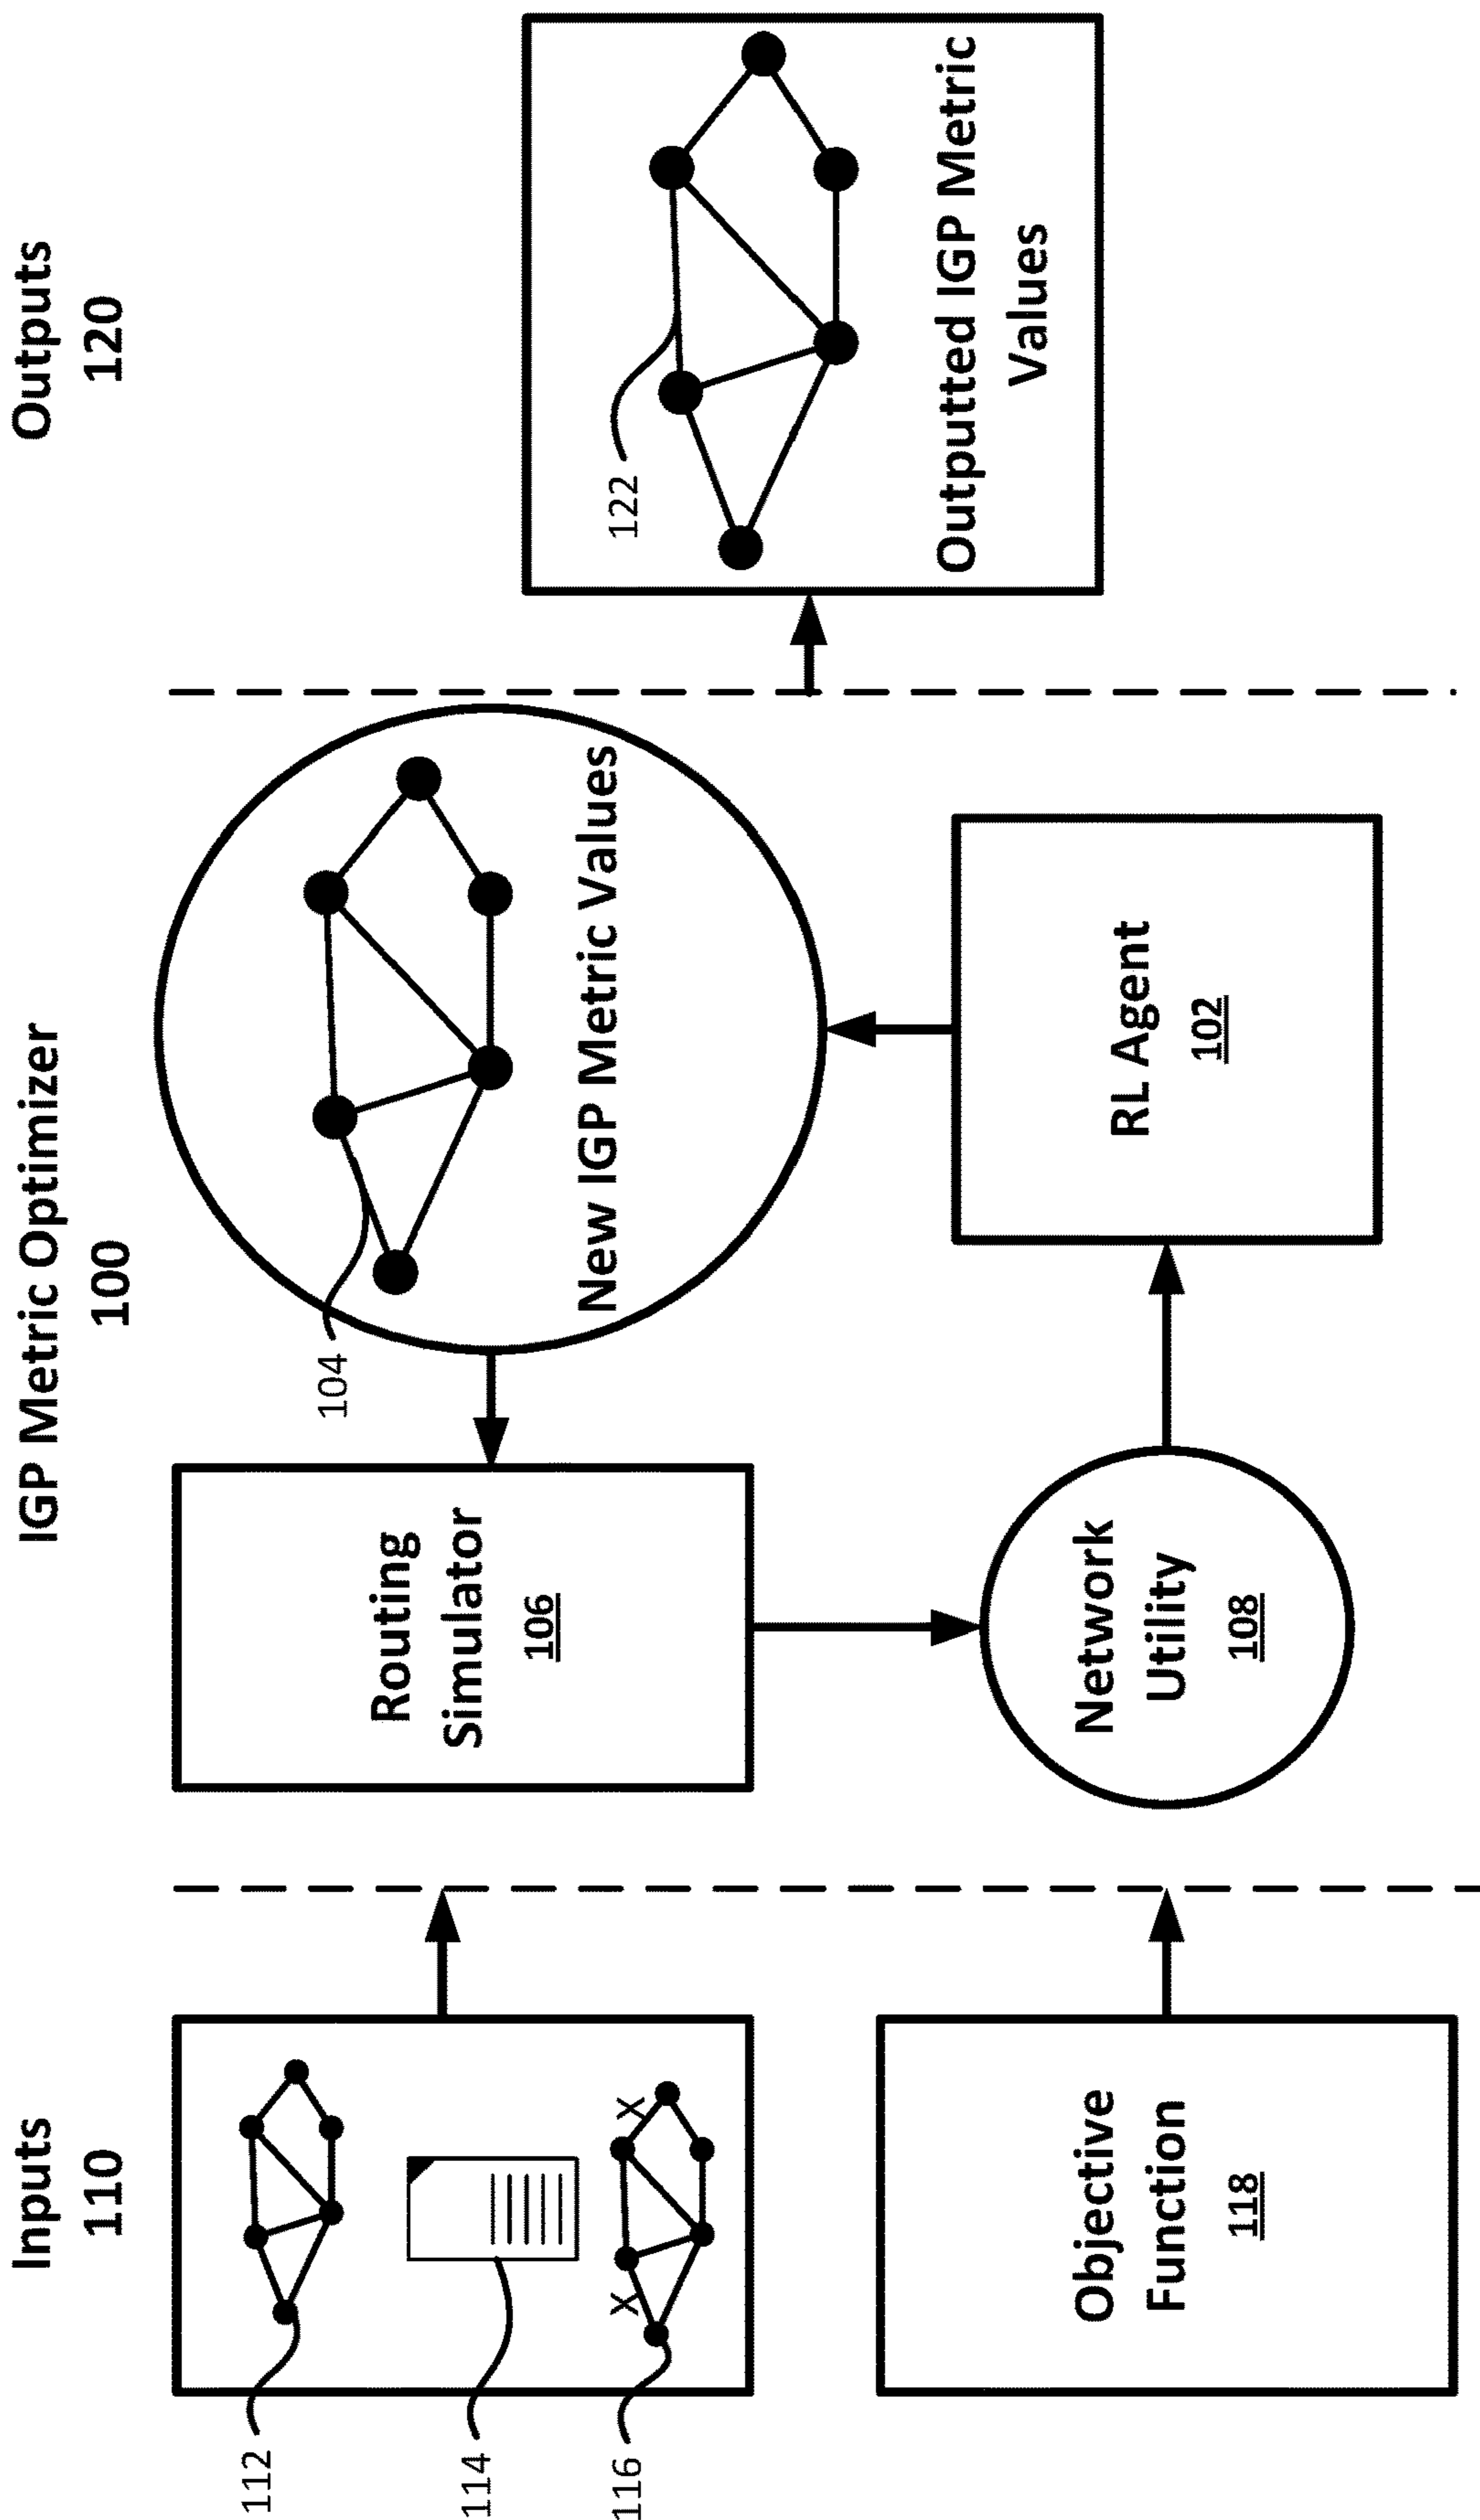 Inputs
110
IGP Metric Optimizer
100
Outputs
120
112
114
116
X
X
Objective
Function
118
Routing
Simulator
106
104
New IGP Metric Values
Network
Utility
108
RL Agent
102
122
Outputted IGP Metric
Values